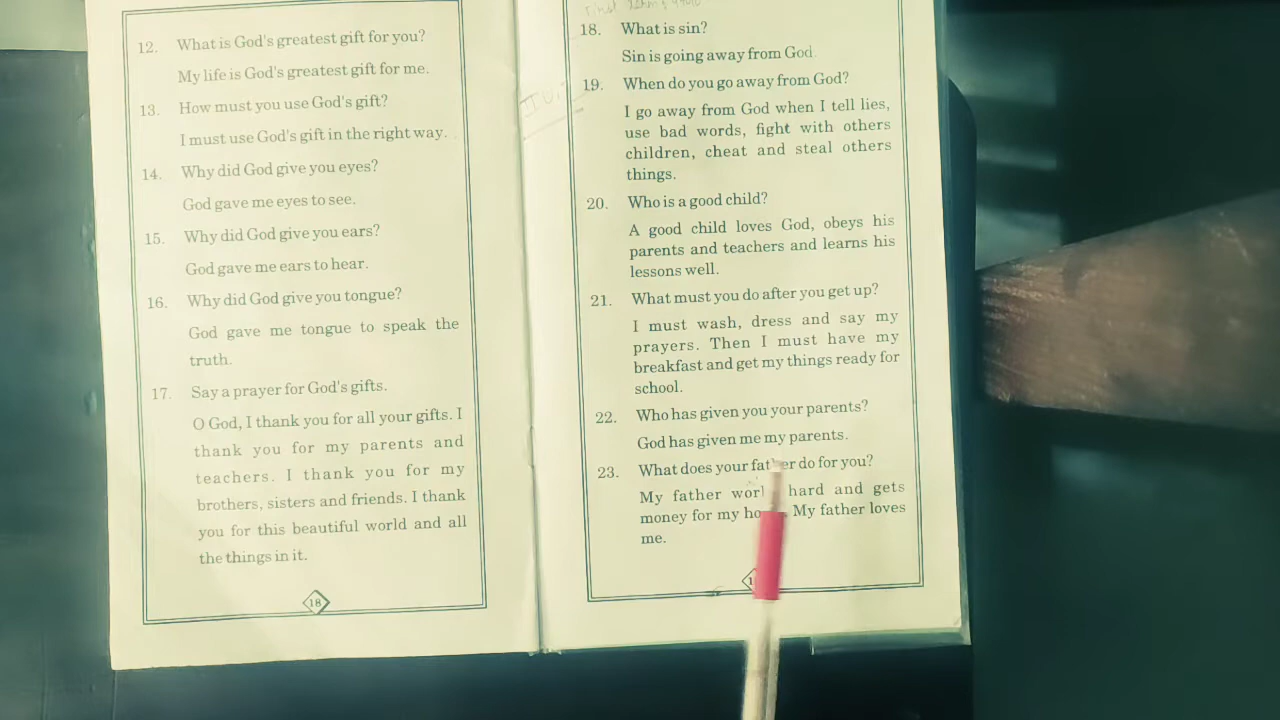 12. What is God's greatest gift for you?
My life is God's greatest gift for me.
13. How must you use God's gift?
I must use God's gift in the right way.
14. Why did God give you eyes?
God gave me eyes to see.
15. Why did God give you ears?
God gave me ears to hear.
16. Why did God give you tongue?
God gave me tongue to speak the
truth.
17. Say a prayer for God's gifts.
O God, I thank you for all your gifts. I
thank you for my parents and
teachers. I thank you for my
brothers, sisters and friends. I thank
you for this beautiful world and all
the things in it.
18
18. What is sin?
Sin is going away from God.
19. When do you go away from God?
I go away from God when I tell lies,
use bad words, fight with others
children, cheat and steal others
things.
20. Who is a good child?
A good child loves God, obeys his
parents and teachers and learns his
lessons well.
21. What must you do after you get up?
I must wash, dress and say my
prayers. Then I must have my
breakfast and get my things ready for
school.
22. Who has given you your parents?
God has given me my parents.
23. What does your father do for you?
My father hard and gets
money for my My father loves
me.